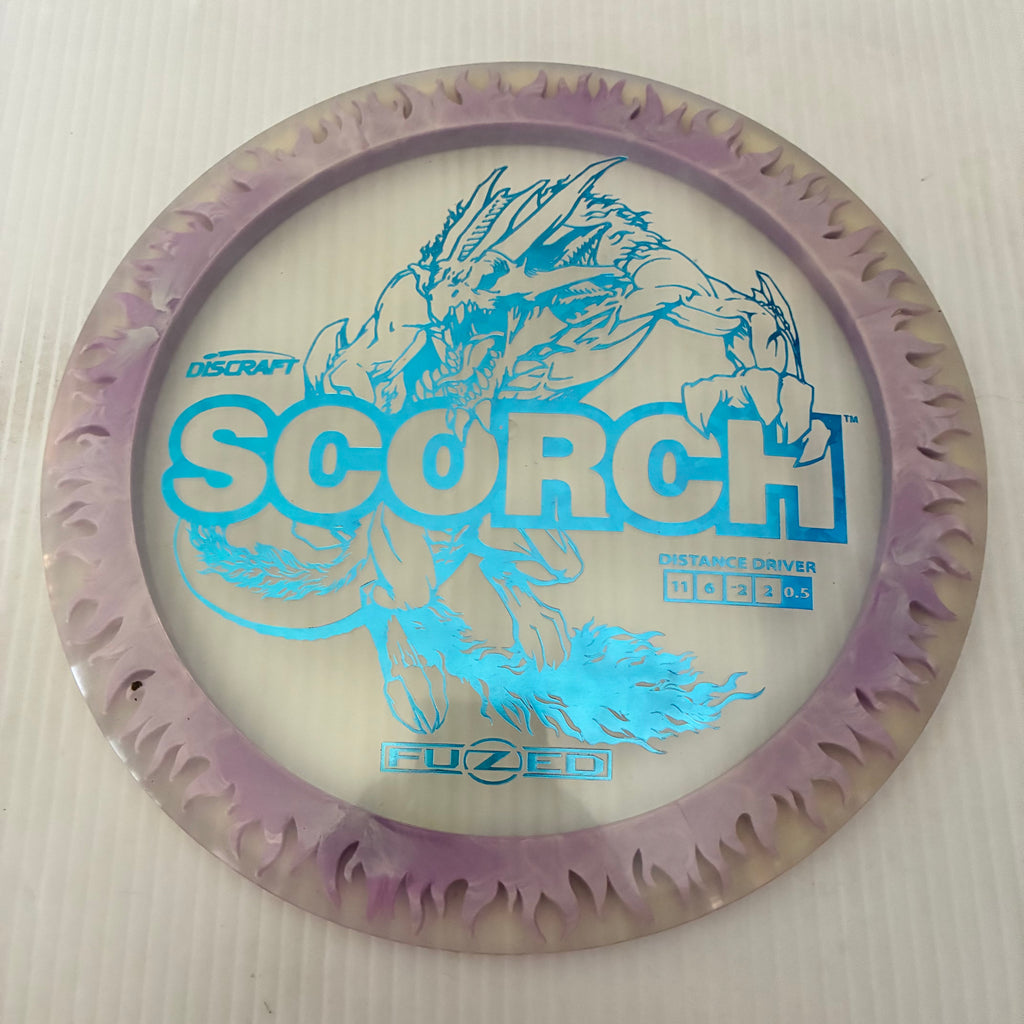 DISCRAFT
SCORCH™
DISTANCE DRIVER
11 6 -2 2 0.5
FUZED